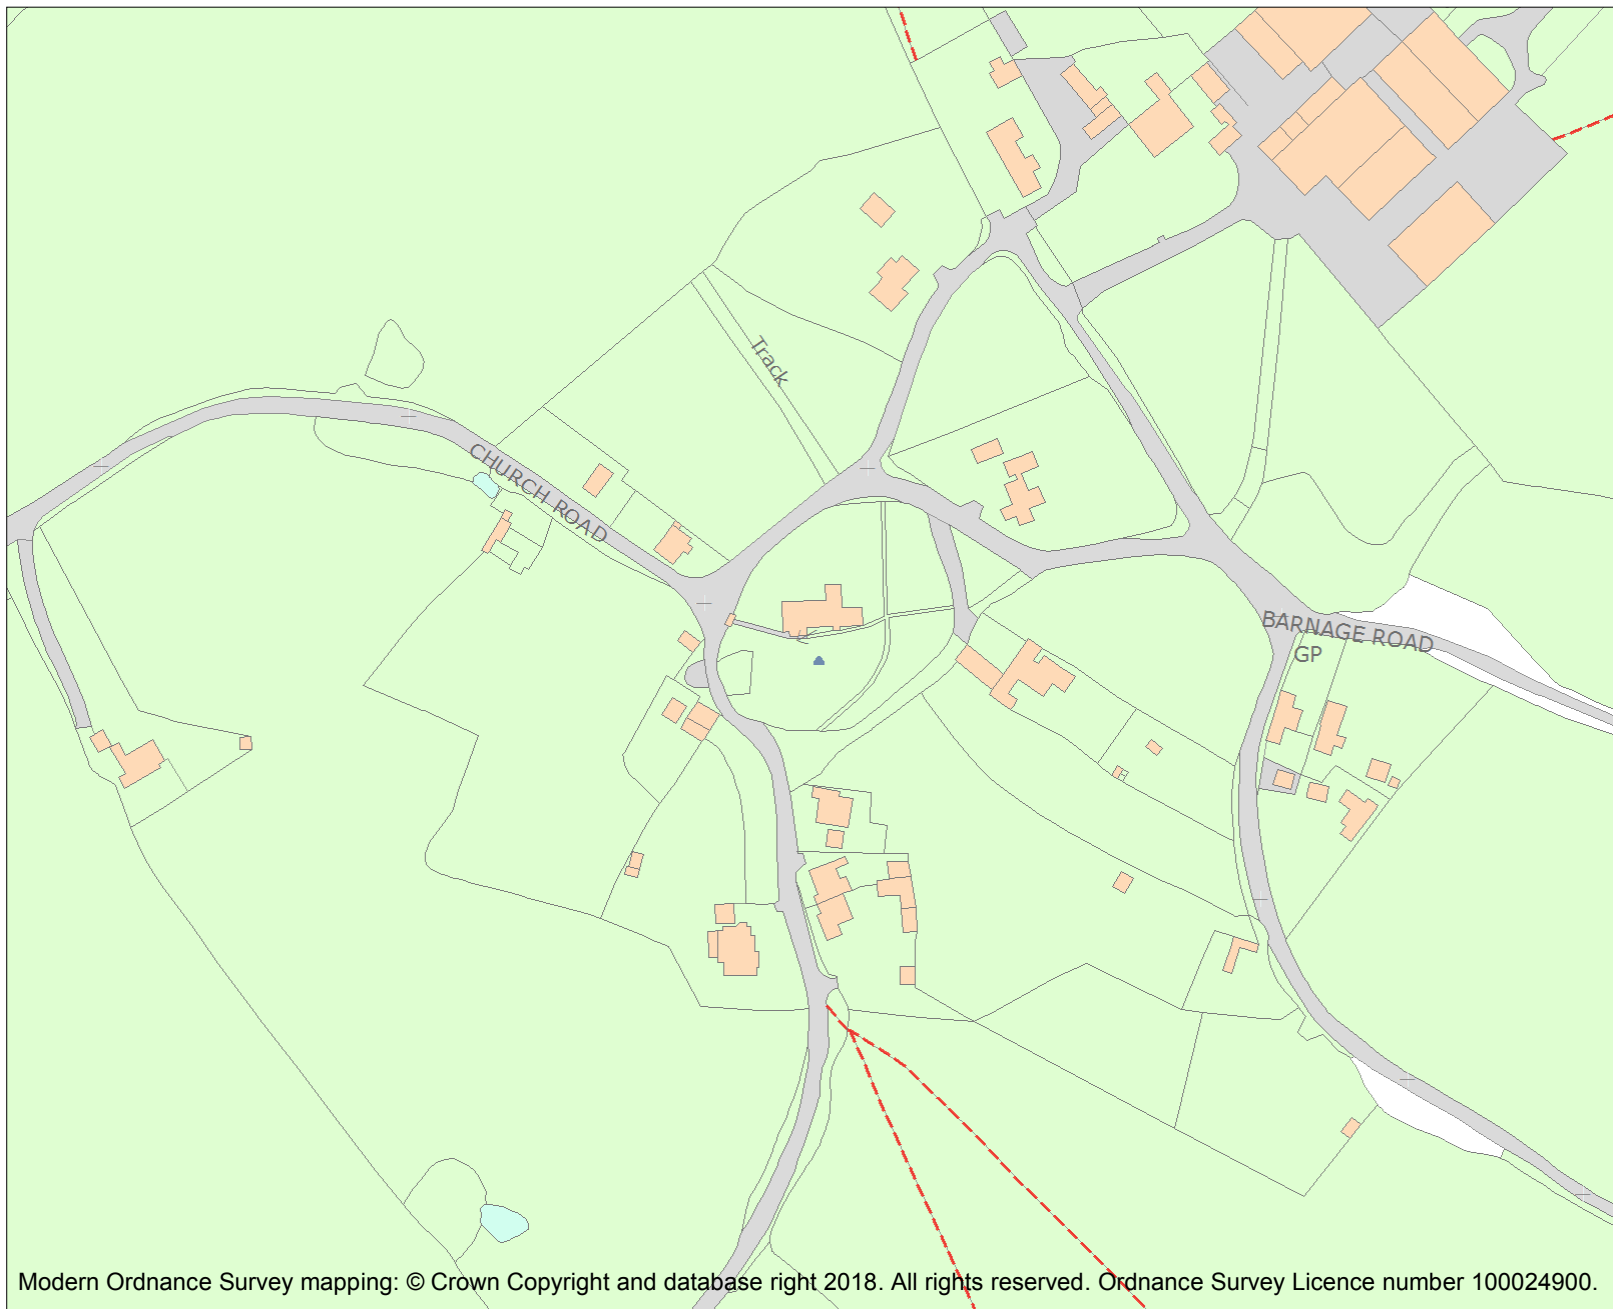 Track
CHURCH ROAD
BARNAGE ROAD
GP
Modern Ordnance Survey mapping: © Crown Copyright and database right 2018. All rights reserved. Ordnance Survey Licence number 100024900.